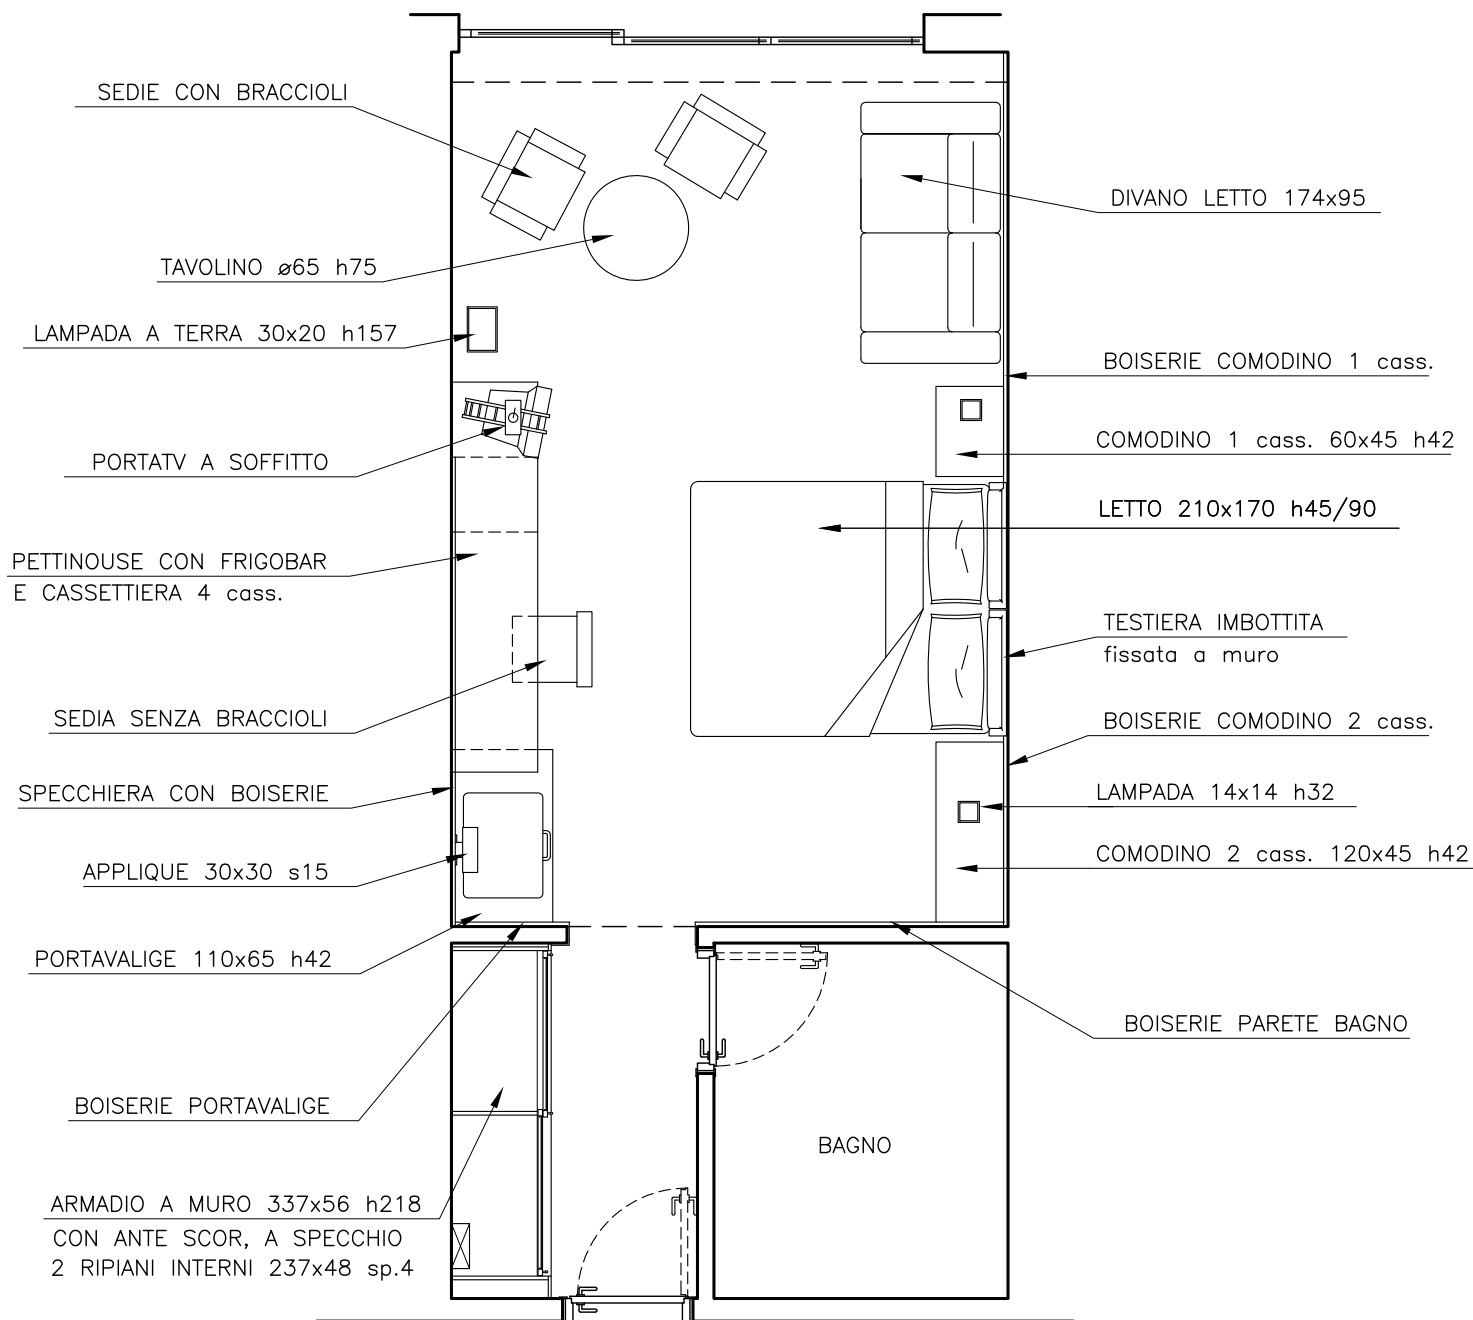 SEDIE CON BRACCIOLI
TAVOLINO ø65 h75
LAMPADA A TERRA 30x20 h157
PORTATV A SOFFITTO
PETTINOUSE CON FRIGOBAR
E CASSETTIERA 4 cass.
SEDIA SENZA BRACCIOLI
SPECCHIERA CON BOISERIE
APPLIQUE 30x30 s15
PORTAVALIGE 110x65 h42
BOISERIE PORTAVALIGE
ARMADIO A MURO 337x56 h218
CON ANTE SCOR, A SPECCHIO
2 RIPIANI INTERNI 237x48 sp.4
DIVANO LETTO 174x95
BOISERIE COMODINO 1 cass.
COMODINO 1 cass. 60x45 h42
LETTO 210x170 h45/90
TESTIERA IMBOTTITA
fissata a muro
BOISERIE COMODINO 2 cass.
LAMPADA 14x14 h32
COMODINO 2 cass. 120x45 h42
BOISERIE PARETE BAGNO
BAGNO